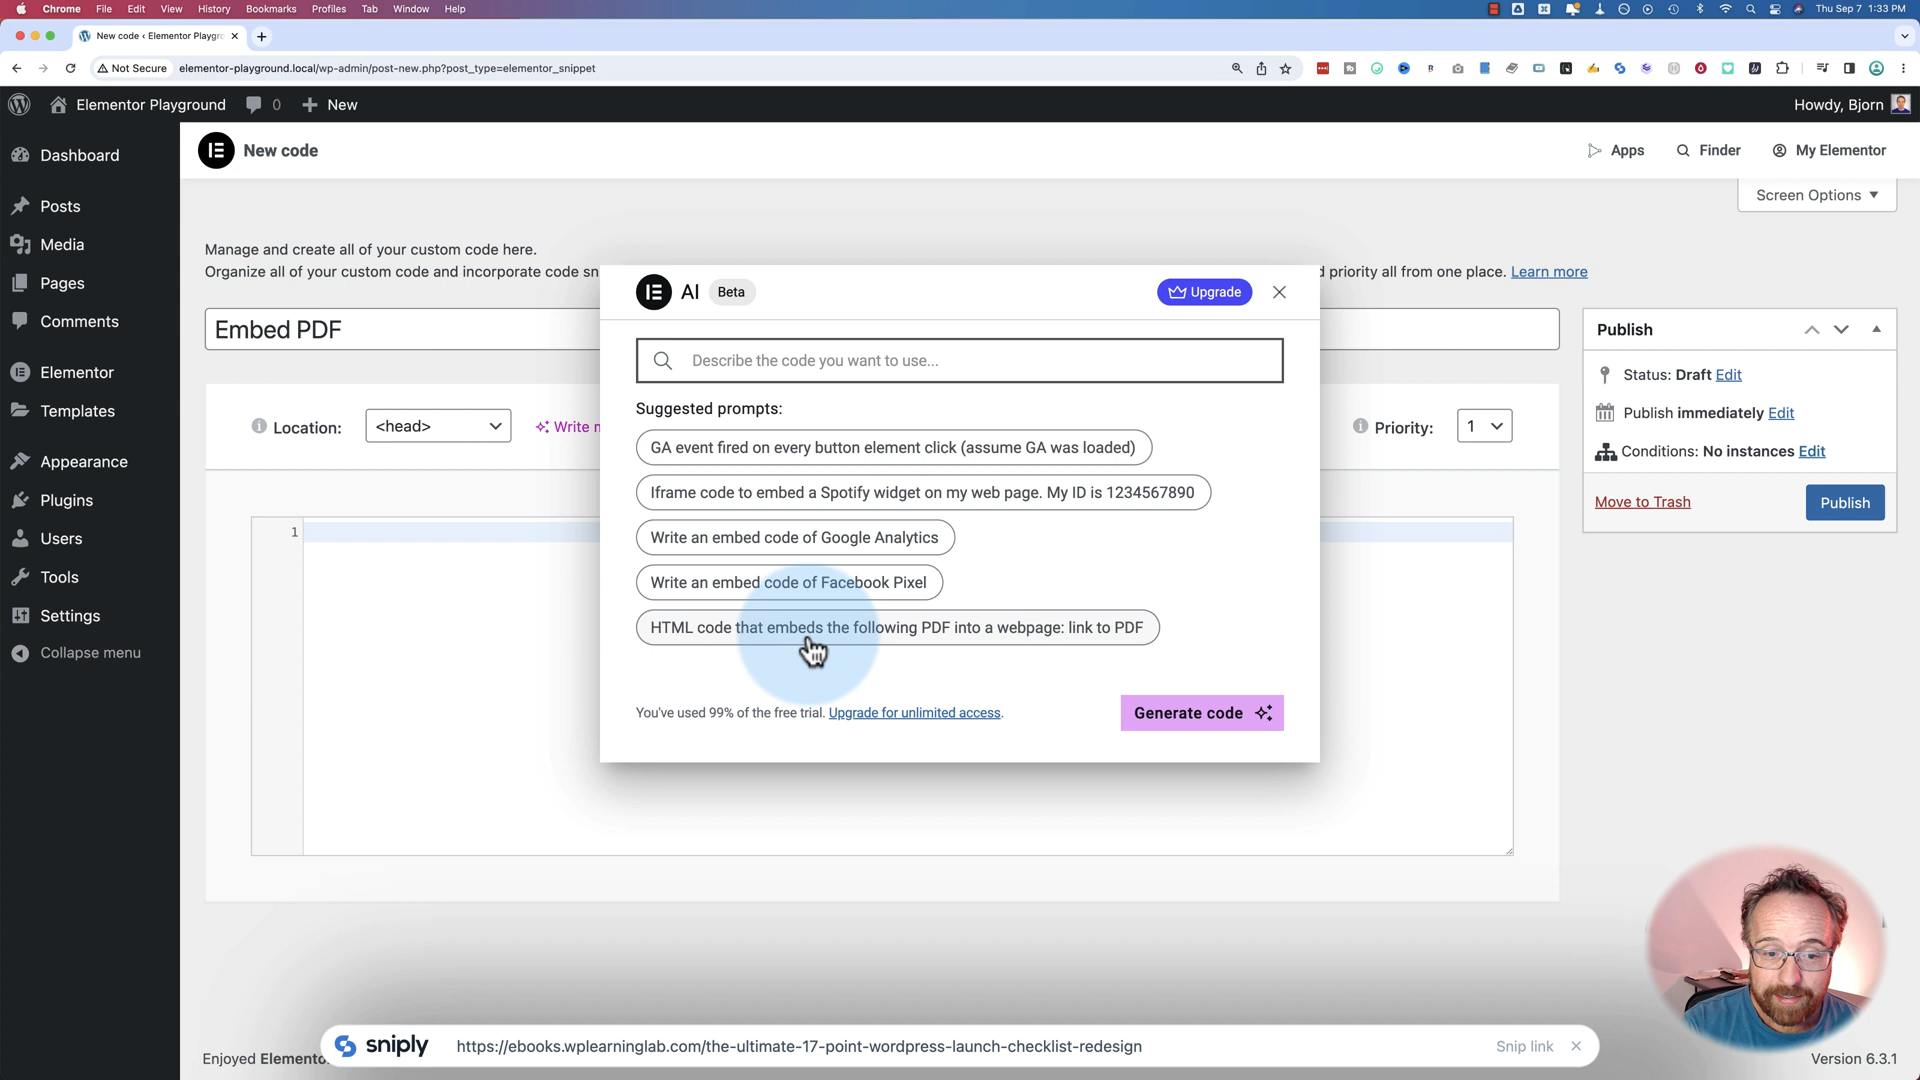 Chrome File Edit View History Bookmarks Profiles Tab Window Help Thu Sep 7 1:33 PM
New code ‹ Elementor Playgr
Not Secure elementor-playground.local/wp-admin/post-new.php?post_type=elementor_snippet
Elementor Playground 0 New Howdy, Bjorn
Dashboard
Posts
Media
Pages
Comments
Elementor
Templates
Appearance
Plugins
Users
Tools
Settings
Collapse menu
New code Apps Finder My Elementor
Screen Options
Manage and create all of your custom code here.
Organize all of your custom code and incorporate code sn
d priority all from one place. Learn more
Embed PDF
Location: <head> Write
Priority: 1
1
AI Beta Upgrade
Describe the code you want to use...
Suggested prompts:
GA event fired on every button element click (assume GA was loaded)
Iframe code to embed a Spotify widget on my web page. My ID is 1234567890
Write an embed code of Google Analytics
Write an embed code of Facebook Pixel
HTML code that embeds the following PDF into a webpage: link to PDF
You've used 99% of the free trial. Upgrade for unlimited access.
Generate code
Publish
Status: Draft Edit
Publish immediately Edit
Conditions: No instances Edit
Move to Trash Publish
sniply https://ebooks.wplearninglab.com/the-ultimate-17-point-wordpress-launch-checklist-redesign Snip link
Enjoyed Elemento
Version 6.3.1